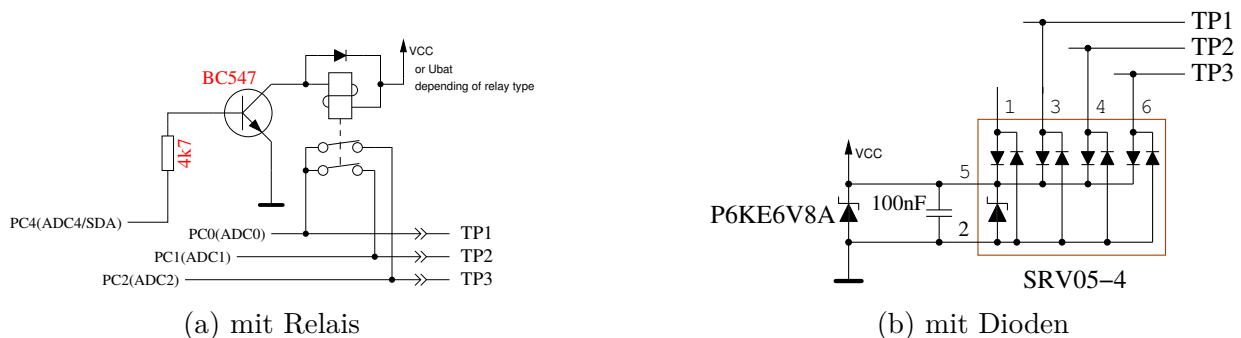 BC547
VCC
or Ubat
depending of relay type
4k7
PC4(ADC4/SDA)
PC0(ADC0)
TP1
PC1(ADC1)
TP2
PC2(ADC2)
TP3
(a) mit Relais
TP1
TP2
TP3
1 3 4 6
VCC
5
P6KE6V8A
100nF
2
SRV05−4
(b) mit Dioden